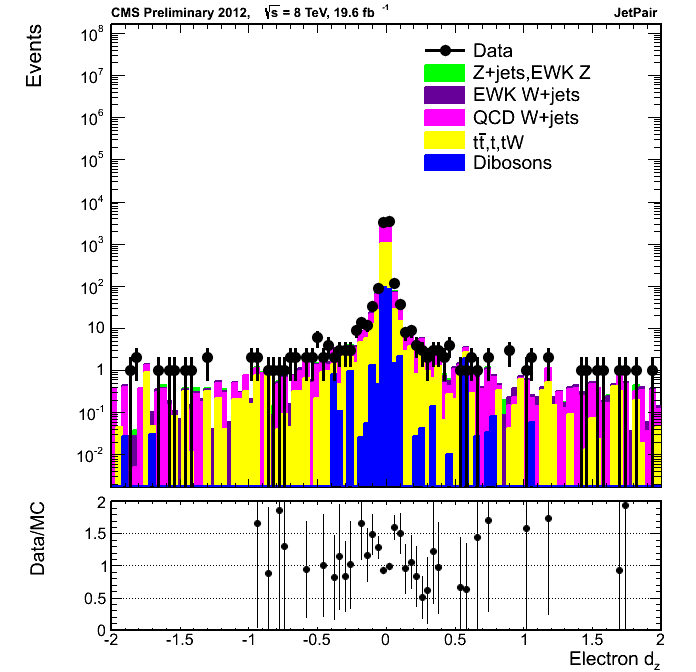 CMS Preliminary 2012, √s = 8 TeV, 19.6 fb⁻¹ JetPair
Events
10⁸
10⁷
10⁶
10⁵
10⁴
10³
10²
10
1
10⁻¹
10⁻²
Data
Z+jets,EWK Z
EWK W+jets
QCD W+jets
tt̅,t,tW
Dibosons
Data/MC
2
1.5
1
0.5
0
-2 -1.5 -1 -0.5 0 0.5 1 1.5 2
Electron d_z